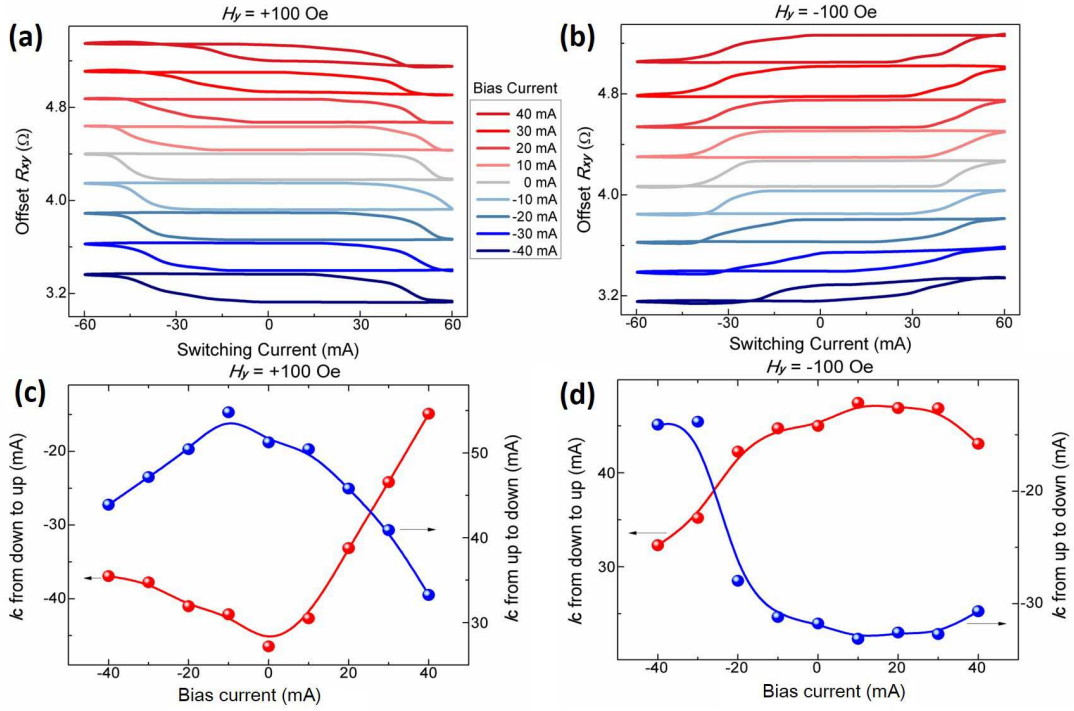 (a)
Hy = +100 Oe
Offset Rxy (Ω)
4.8
4.0
3.2
-60
-30
0
30
60
Switching Current (mA)
Bias Current
40 mA
30 mA
20 mA
10 mA
0 mA
-10 mA
-20 mA
-30 mA
-40 mA
(b)
Hy = -100 Oe
Offset Rxy (Ω)
4.8
4.0
3.2
-60
-30
0
30
60
Switching Current (mA)
(c)
Hy = +100 Oe
Ic from down to up (mA)
-20
-30
-40
50
40
30
Ic from up to down (mA)
-40
-20
0
20
40
Bias current (mA)
(d)
Hy = -100 Oe
Ic from down to up (mA)
40
30
-20
-30
Ic from up to down (mA)
-40
-20
0
20
40
Bias current (mA)